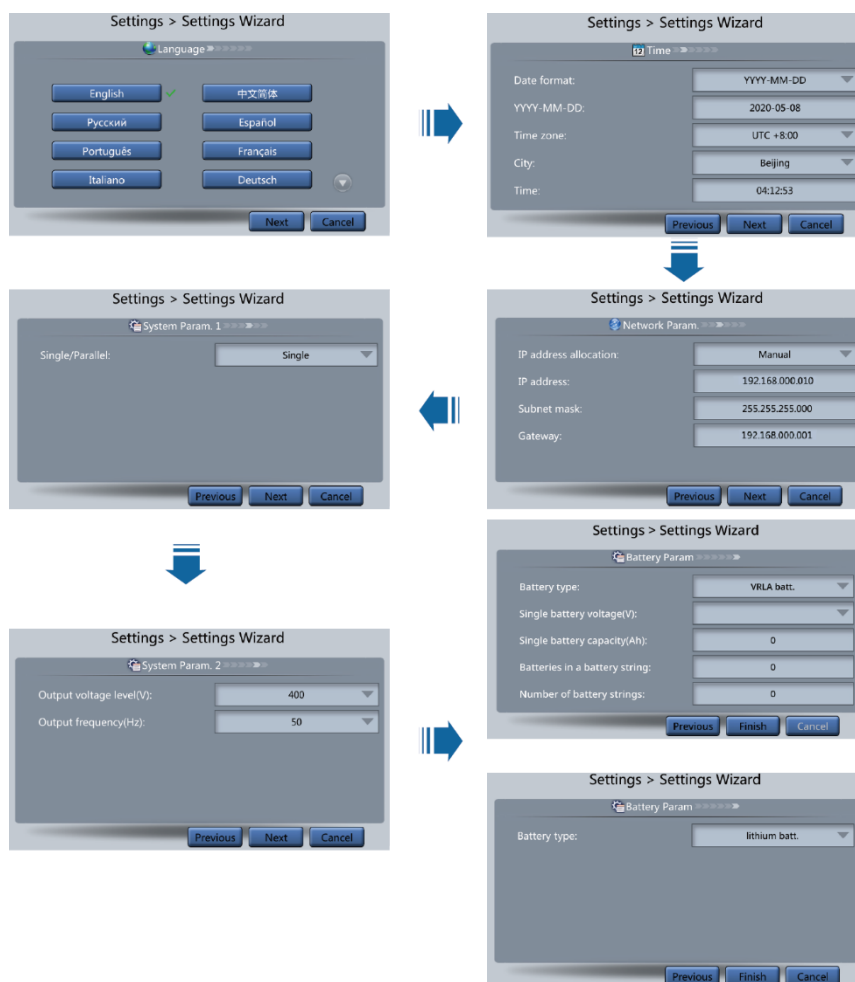 Settings > Settings Wizard
Language
English
中文简体
Русский
Español
Português
Français
Italiano
Deutsch
Next Cancel
Settings > Settings Wizard
12 Time
Date format: YYYY-MM-DD
YYYY-MM-DD: 2020-05-08
Time zone: UTC +8:00
City: Beijing
Time: 04:12:53
Previous Next Cancel
Settings > Settings Wizard
Network Param.
IP address allocation: Manual
IP address: 192.168.000.010
Subnet mask: 255.255.255.000
Gateway: 192.168.000.001
Previous Next Cancel
Settings > Settings Wizard
System Param. 1
Single/Parallel: Single
Previous Next Cancel
Settings > Settings Wizard
System Param. 2
Output voltage level(V): 400
Output frequency(Hz): 50
Previous Next Cancel
Settings > Settings Wizard
Battery Param
Battery type: VRLA batt.
Single battery voltage(V):
Single battery capacity(Ah): 0
Batteries in a battery string: 0
Number of battery strings: 0
Previous Finish Cancel
Settings > Settings Wizard
Battery Param
Battery type: lithium batt.
Previous Finish Cancel